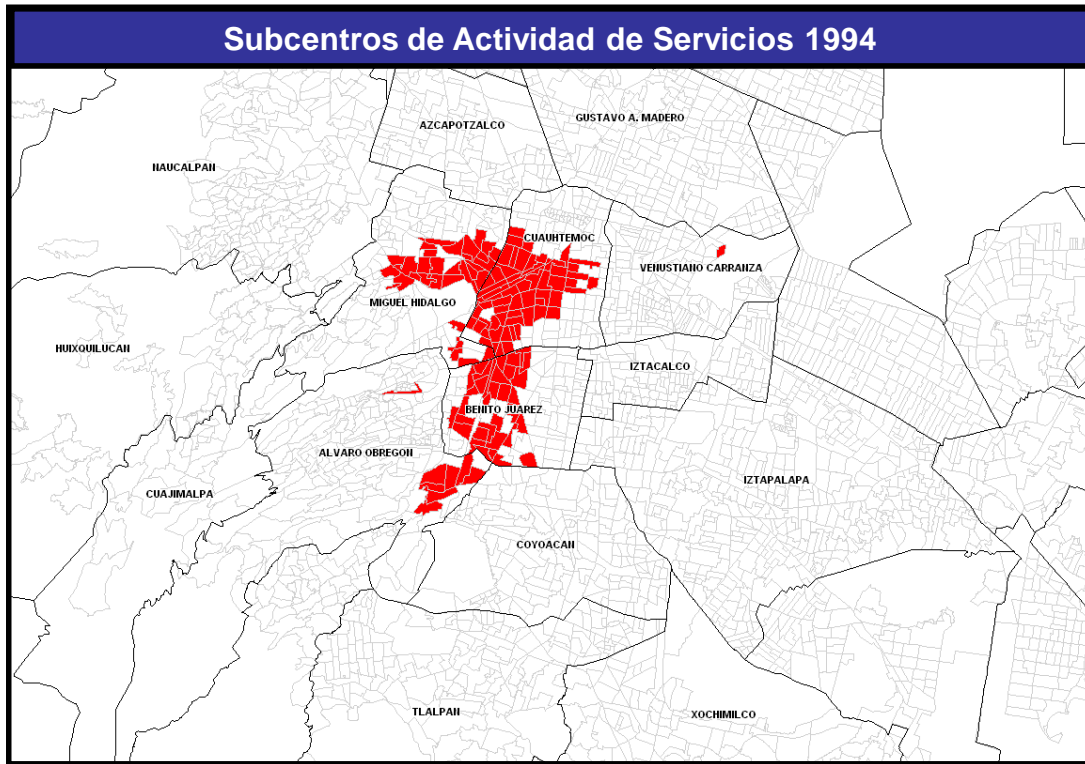 Subcentros de Actividad de Servicios 1994
GUSTAVO A. MADERO
AZCAPOTZALCO
NAUCALPAN
CUAUHTEMOC
VENUSTIANO CARRANZA
MIGUEL HIDALGO
HUIXQUILUCAN
IZTACALCO
BENITO JUAREZ
ALVARO OBREGON
IZTAPALAPA
CUAJIMALPA
COYOACAN
TLALPAN
XOCHIMILCO